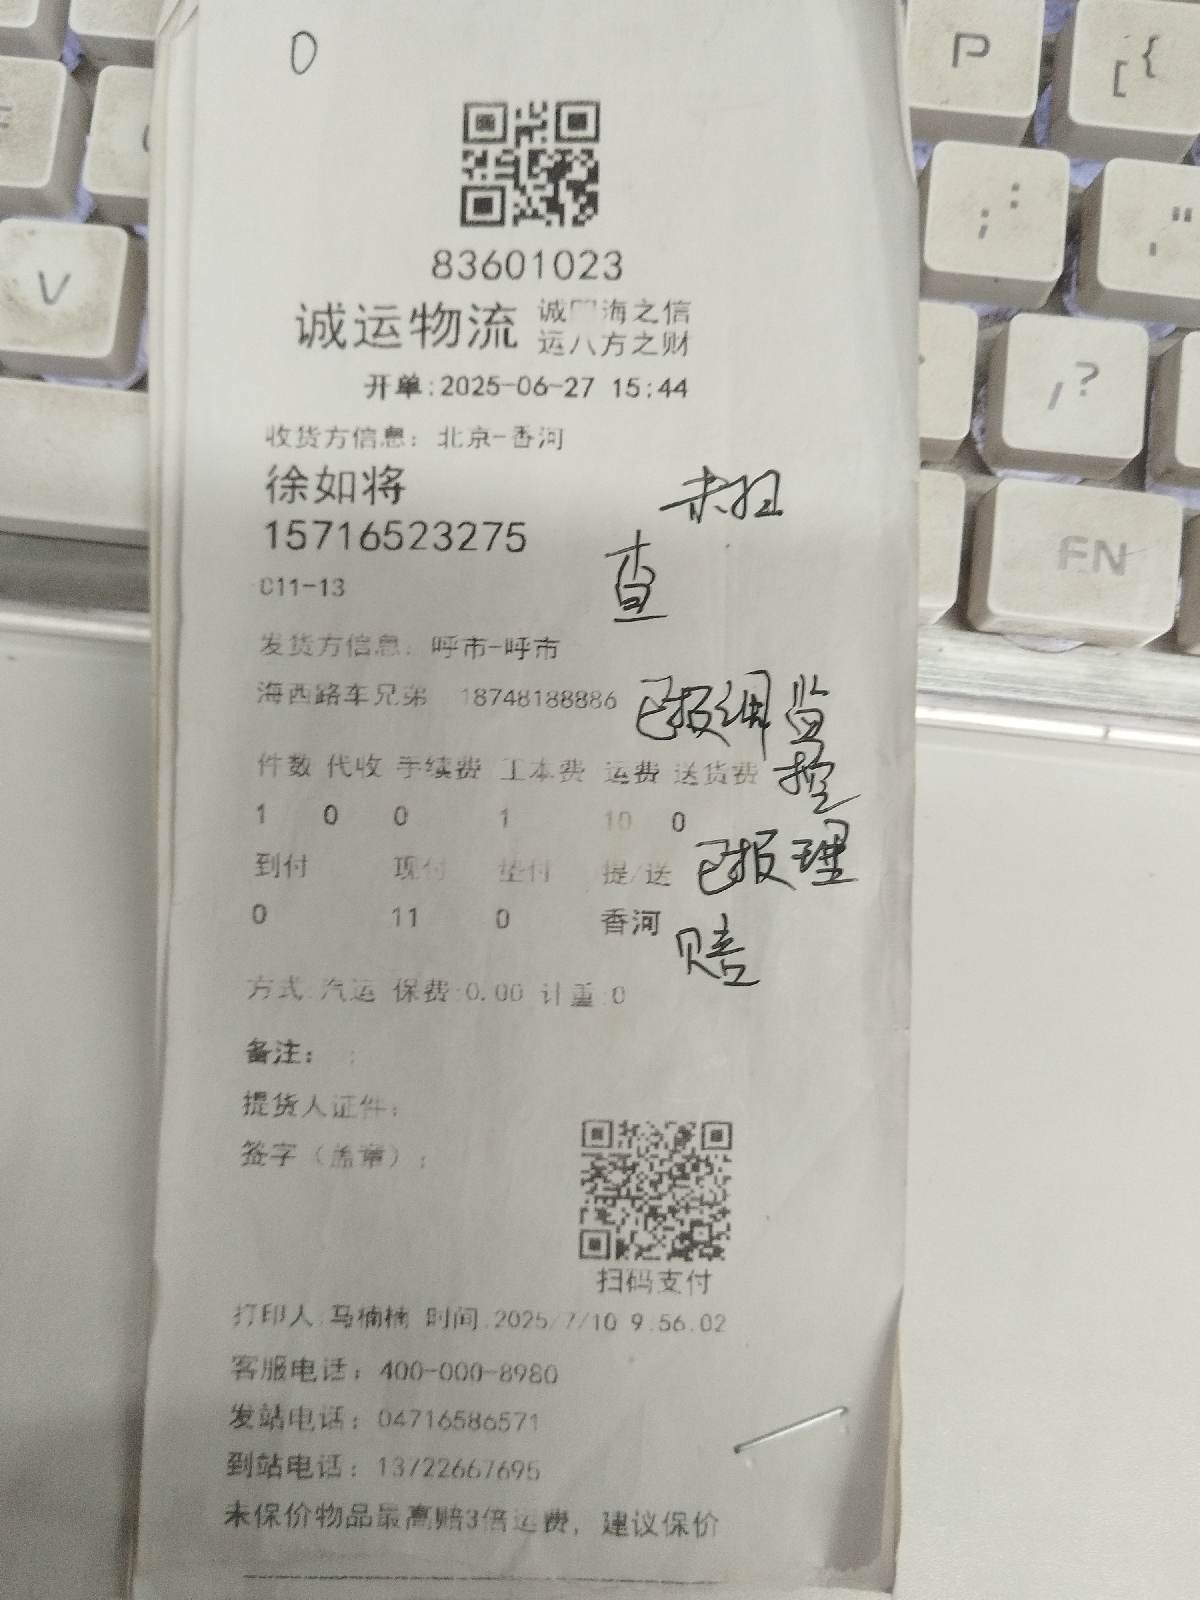 P
[ {
V
; :
' "
/ ?
FN
0
83601023
诚运物流 诚 海之信
运八方之财
开单:2025-06-27 15:44
收货方信息: 北京-香河
徐如将
未扫
15716523275
查
C11-13
发货方信息: 呼市-呼市
海西路车兄弟 18748188886
已报调监
控
件数 代收 手续费 工本费 运费 送货费
1 0 0 1 10 0
已报理
赔
到付 现付 垫付 提/送
0 11 0 香河
方式:汽运 保费:0.00 计重:0
备注: :
提货人证件:
签字(盖章):
扫码支付
打印人:马楠楠 时间:2025/7/10 9:56:02
客服电话: 400-000-8980
发站电话: 04716586571
到站电话: 13722667695
未保价物品最高赔3倍运费, 建议保价